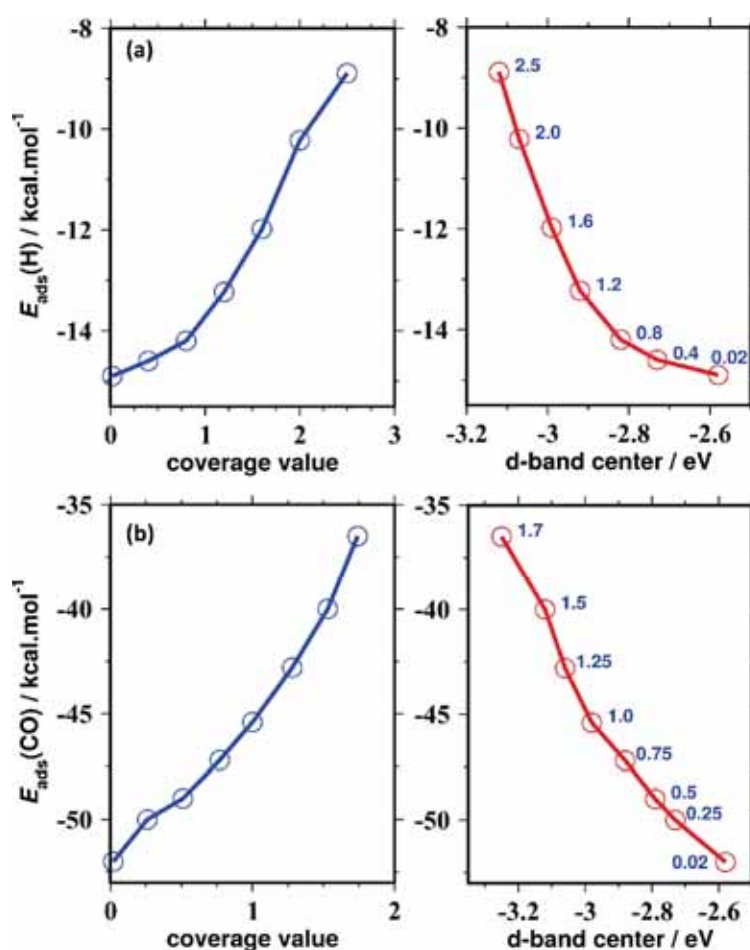 (a)
-8
-10
-12
-14
E_ads(H) / kcal.mol⁻¹
0 1 2 3
coverage value
-8
-10
-12
-14
2.5
2.0
1.6
1.2
0.8
0.4 0.02
-3.2 -3 -2.8 -2.6
d-band center / eV
(b)
-35
-40
-45
-50
E_ads(CO) / kcal.mol⁻¹
0 1 2
coverage value
-35
-40
-45
-50
1.7
1.5
1.25
1.0
0.75
0.5
0.25
0.02
-3.2 -3 -2.8 -2.6
d-band center / eV